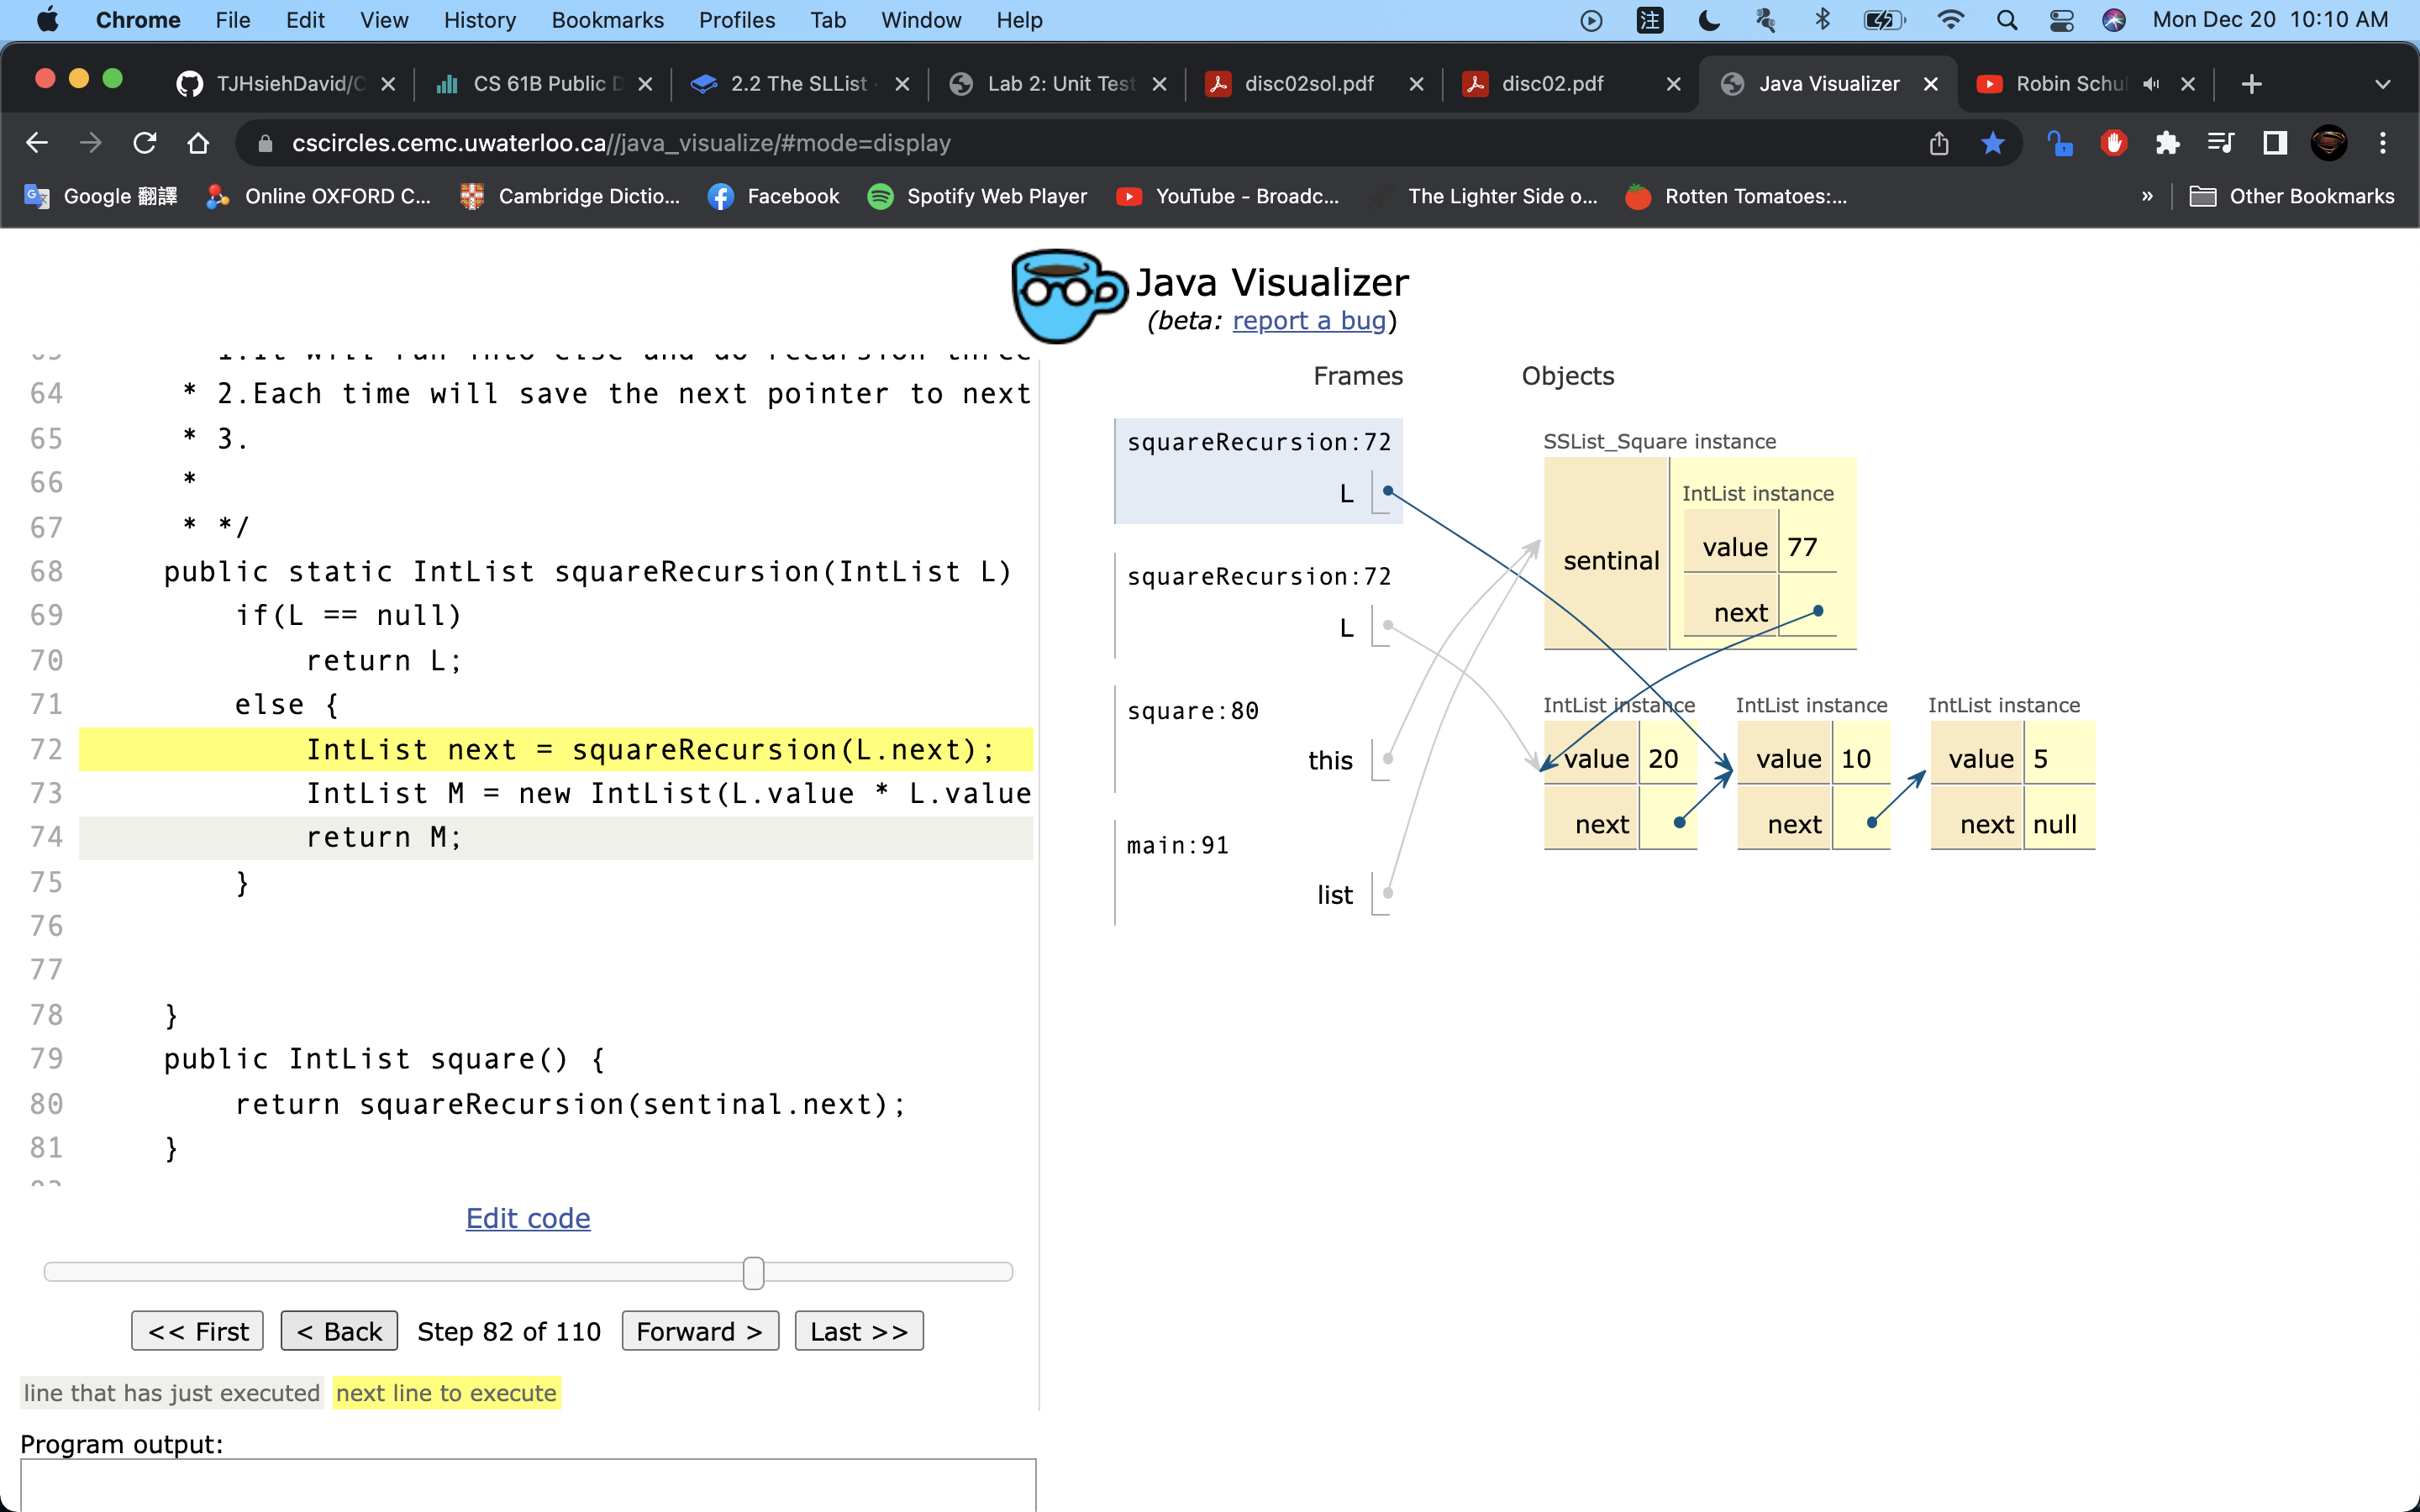 Chrome File Edit View History Bookmarks Profiles Tab Window Help 注 Mon Dec 20 10:10 AM
TJHsiehDavid/C CS 61B Public D 2.2 The SLList · Lab 2: Unit Test disc02sol.pdf disc02.pdf Java Visualizer Robin Schul
cscircles.cemc.uwaterloo.ca//java_visualize/#mode=display
Google 翻譯 Online OXFORD C... Cambridge Dictio... Facebook Spotify Web Player YouTube - Broadc... The Lighter Side o... Rotten Tomatoes:... » Other Bookmarks
Java Visualizer
(beta: report a bug)
64 * 2.Each time will save the next pointer to next
65 * 3.
66 *
67 * */
68 public static IntList squareRecursion(IntList L)
69 if(L == null)
70 return L;
71 else {
72 IntList next = squareRecursion(L.next);
73 IntList M = new IntList(L.value * L.value
74 return M;
75 }
76
77
78 }
79 public IntList square() {
80 return squareRecursion(sentinal.next);
81 }
Edit code
<< First < Back Step 82 of 110 Forward > Last >>
line that has just executed next line to execute
Program output:
Frames Objects
squareRecursion:72
L
squareRecursion:72
L
square:80
this
main:91
list
SSList_Square instance
sentinal
IntList instance
value 77
next
IntList instance IntList instance IntList instance
value 20 value 10 value 5
next next next null